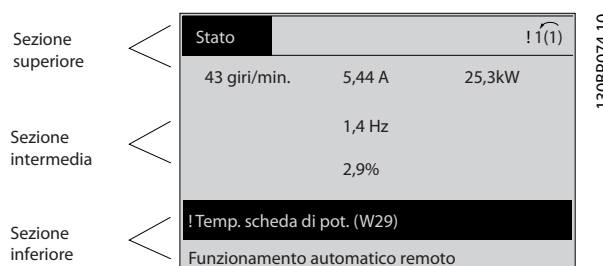 Sezione
superiore
Stato
! 1(1)
43 giri/min.
5,44 A
25,3kW
Sezione
intermedia
1,4 Hz
2,9%
Sezione
inferiore
! Temp. scheda di pot. (W29)
Funzionamento automatico remoto
130BP074.10